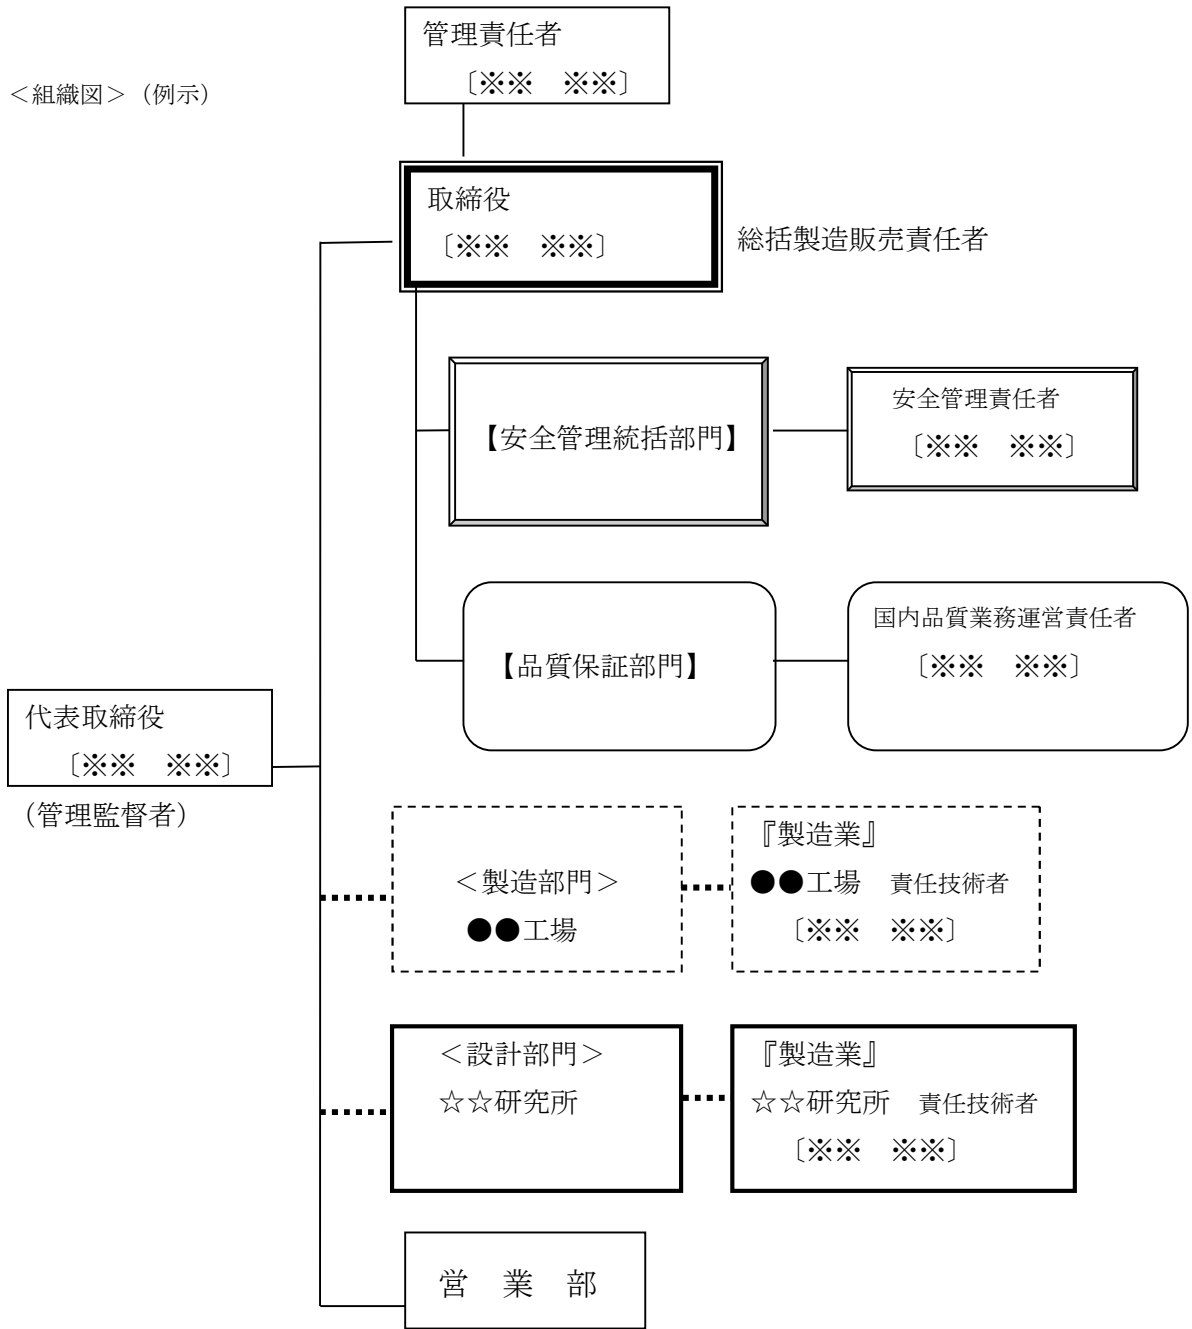 管理責任者
〔※※　※※〕
＜組織図＞（例示）
取締役
〔※※　※※〕
総括製造販売責任者
【安全管理統括部門】
安全管理責任者
〔※※　※※〕
【品質保証部門】
国内品質業務運営責任者
〔※※　※※〕
代表取締役
〔※※　※※〕
（管理監督者）
＜製造部門＞
●●工場
『製造業』
●●工場　責任技術者
〔※※　※※〕
＜設計部門＞
☆☆研究所
『製造業』
☆☆研究所　責任技術者
〔※※　※※〕
営　業　部